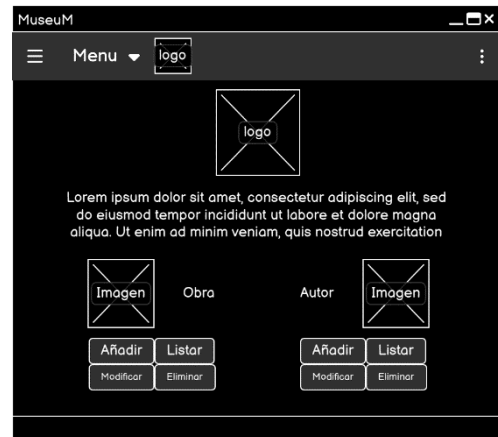 MuseuM
Menu logo
logo
Lorem ipsum dolor sit amet, consectetur adipiscing elit, sed
do eiusmod tempor incididunt ut labore et dolore magna
aliqua. Ut enim ad minim veniam, quis nostrud exercitation
Imagen Obra Autor Imagen
Añadir Listar Añadir Listar
Modificar Eliminar Modificar Eliminar